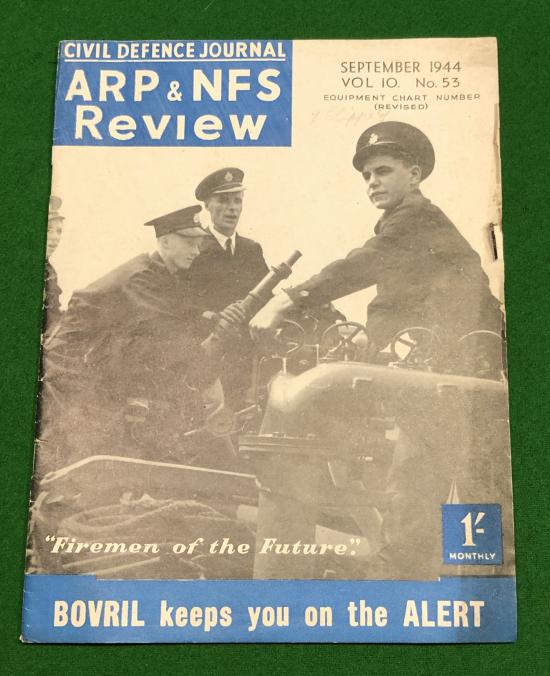 CIVIL DEFENCE JOURNAL
ARP & NFS
Review
SEPTEMBER 1944
VOL 10. No. 53
EQUIPMENT CHART NUMBER
(REVISED)
"Firemen of the Future".
1/-
MONTHLY
BOVRIL keeps you on the ALERT